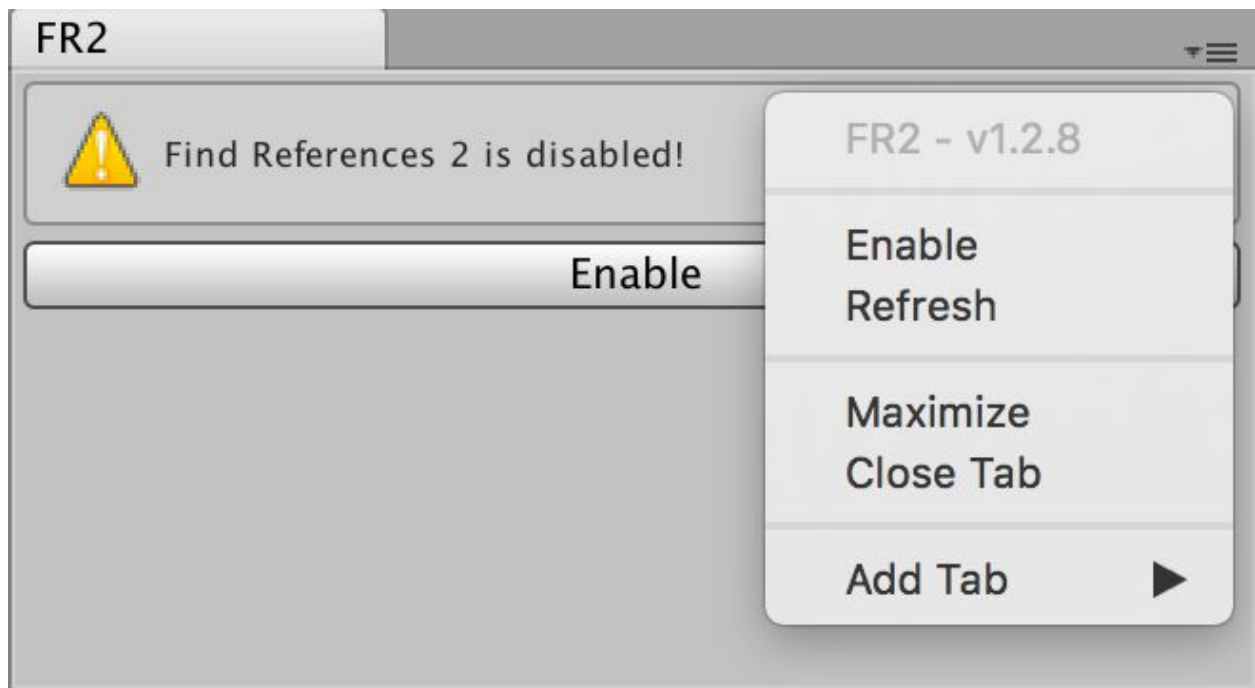 FR2
Find References 2 is disabled!
Enable
FR2 - v1.2.8
Enable
Refresh
Maximize
Close Tab
Add Tab